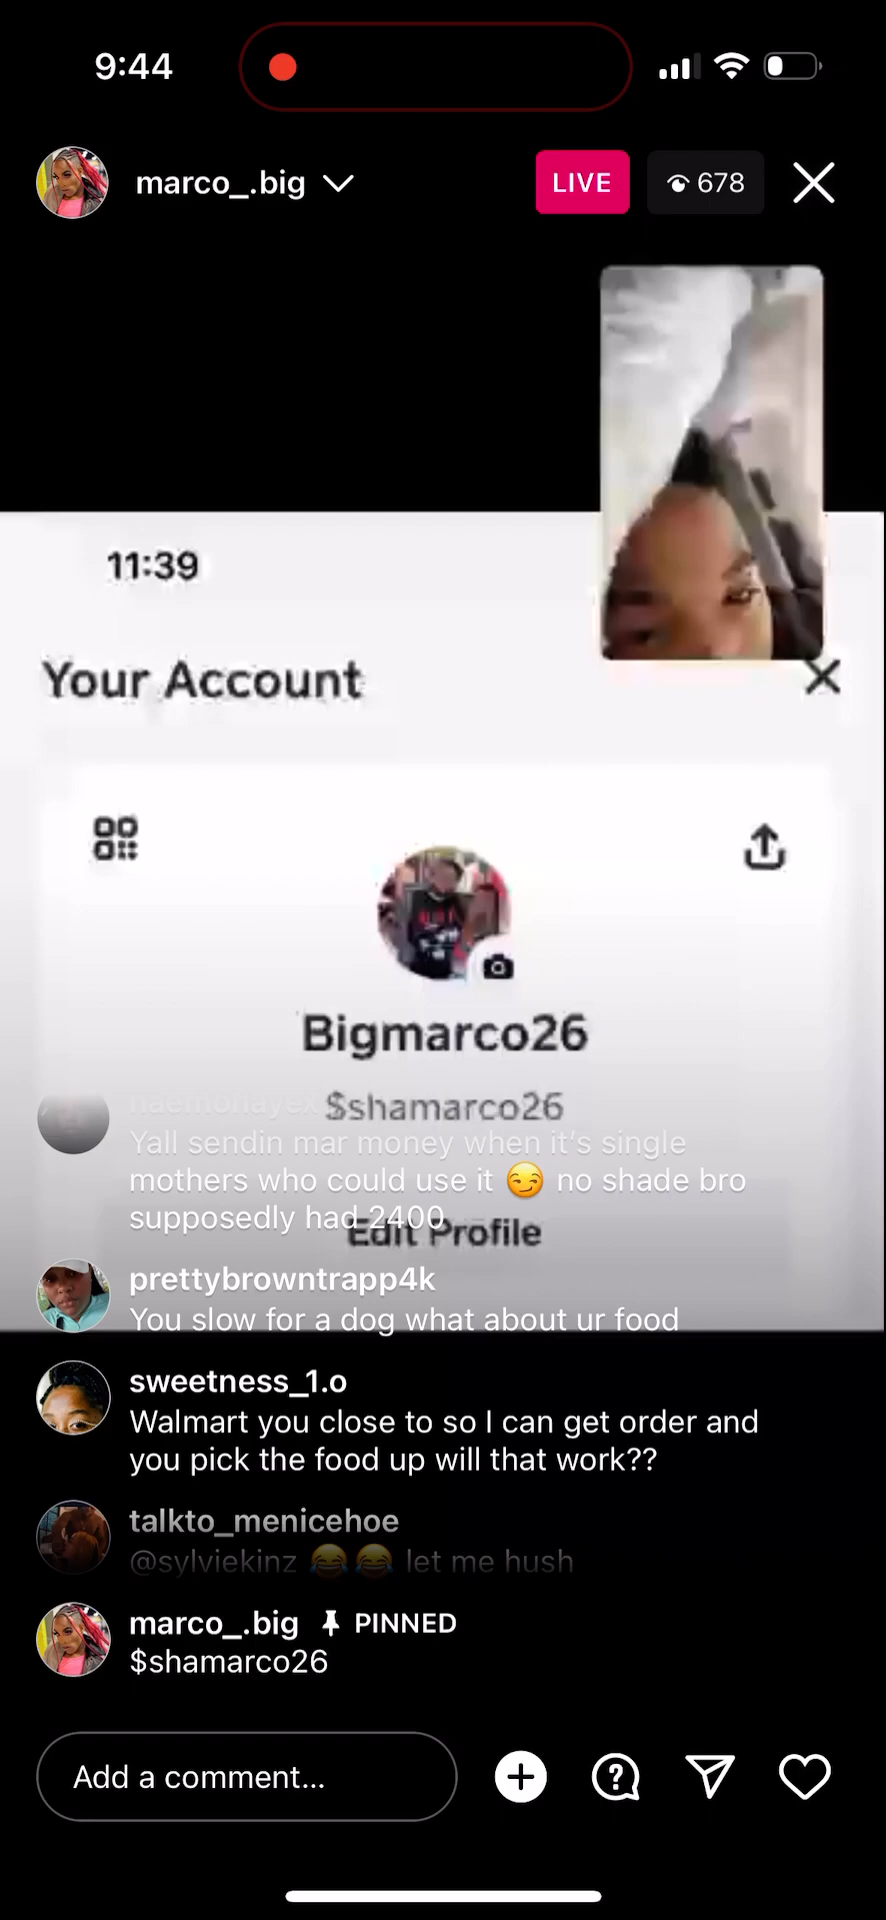 9:44
marco_.big
LIVE
678
11:39
Your Account
Bigmarco26
$shamarco26
Yall sendin mar money when it’s single
mothers who could use it 😏 no shade bro
supposedly had 2400
Edit Profile
prettybrowntrapp4k
You slow for a dog what about ur food
sweetness_1.o
Walmart you close to so I can get order and
you pick the food up will that work??
talkto_menicehoe
@sylviekinz 😂😂 let me hush
marco_.big PINNED
$shamarco26
Add a comment...